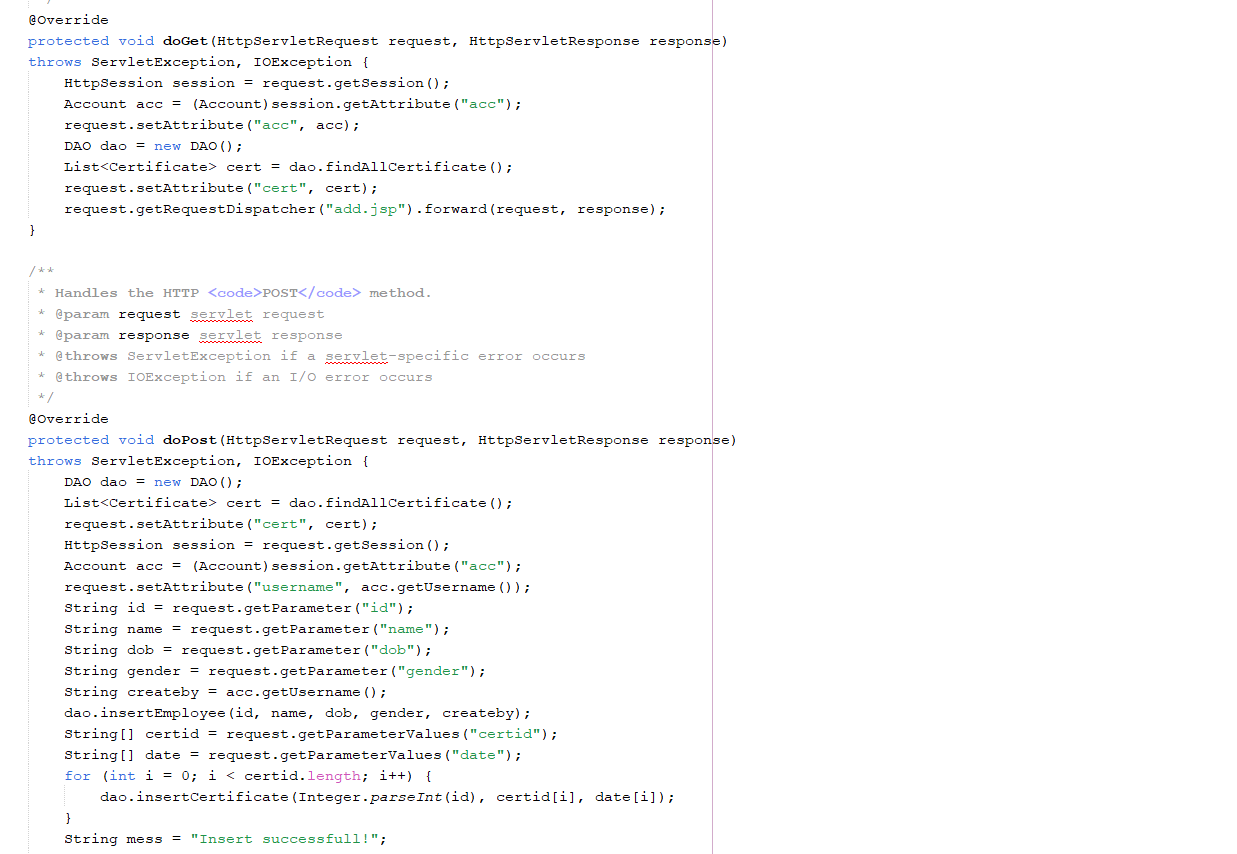 @Override
protected void doGet(HttpServletRequest request, HttpServletResponse response)
throws ServletException, IOException {
    HttpSession session = request.getSession();
    Account acc = (Account)session.getAttribute("acc");
    request.setAttribute("acc", acc);
    DAO dao = new DAO();
    List<Certificate> cert = dao.findAllCertificate();
    request.setAttribute("cert", cert);
    request.getRequestDispatcher("add.jsp").forward(request, response);
}
/**
 * Handles the HTTP <code>POST</code> method.
 * @param request servlet request
 * @param response servlet response
 * @throws ServletException if a servlet-specific error occurs
 * @throws IOException if an I/O error occurs
 */
@Override
protected void doPost(HttpServletRequest request, HttpServletResponse response)
throws ServletException, IOException {
    DAO dao = new DAO();
    List<Certificate> cert = dao.findAllCertificate();
    request.setAttribute("cert", cert);
    HttpSession session = request.getSession();
    Account acc = (Account)session.getAttribute("acc");
    request.setAttribute("username", acc.getUsername());
    String id = request.getParameter("id");
    String name = request.getParameter("name");
    String dob = request.getParameter("dob");
    String gender = request.getParameter("gender");
    String createby = acc.getUsername();
    dao.insertEmployee(id, name, dob, gender, createby);
    String[] certid = request.getParameterValues("certid");
    String[] date = request.getParameterValues("date");
    for (int i = 0; i < certid.length; i++) {
        dao.insertCertificate(Integer.parseInt(id), certid[i], date[i]);
    }
    String mess = "Insert successfull!";